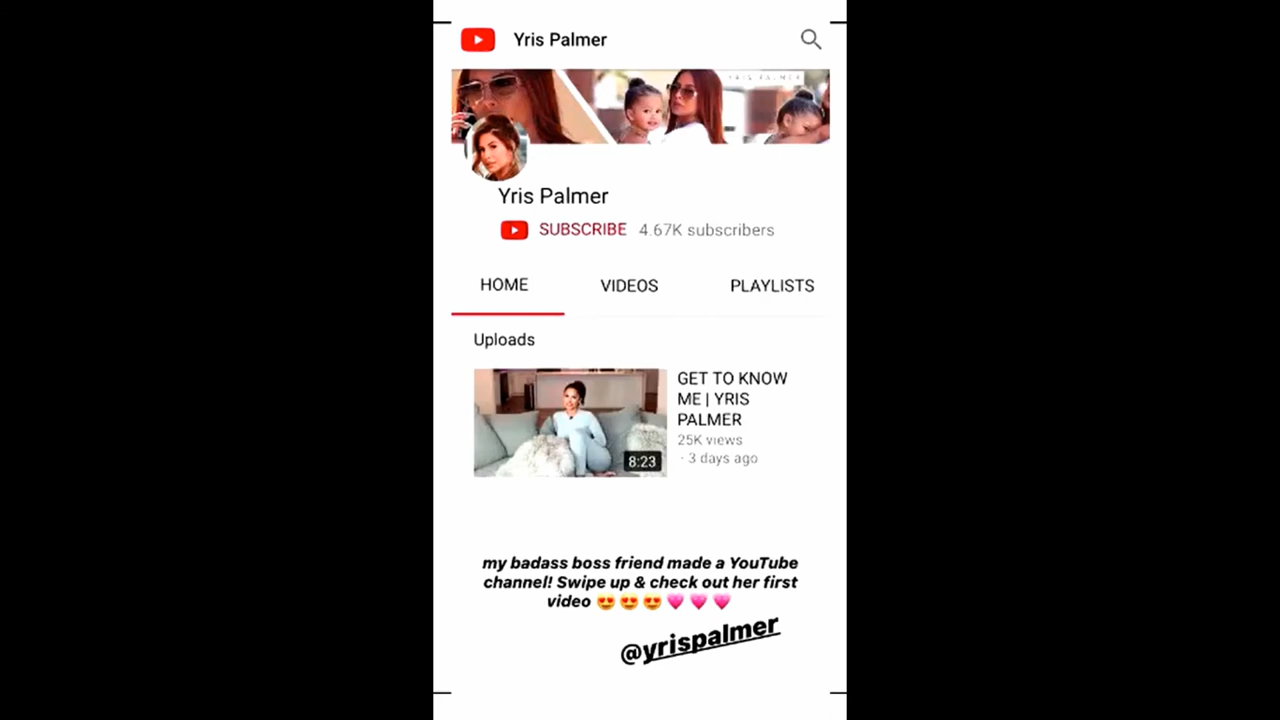 Yris Palmer
YRIS PALMER
Yris Palmer
SUBSCRIBE 4.67K subscribers
HOME VIDEOS PLAYLISTS
Uploads
GET TO KNOW
ME | YRIS
PALMER
25K views
· 3 days ago
8:23
my badass boss friend made a YouTube
channel! Swipe up & check out her first
video 😍 😍 😍 💗 💗 💗
@yrispalmer